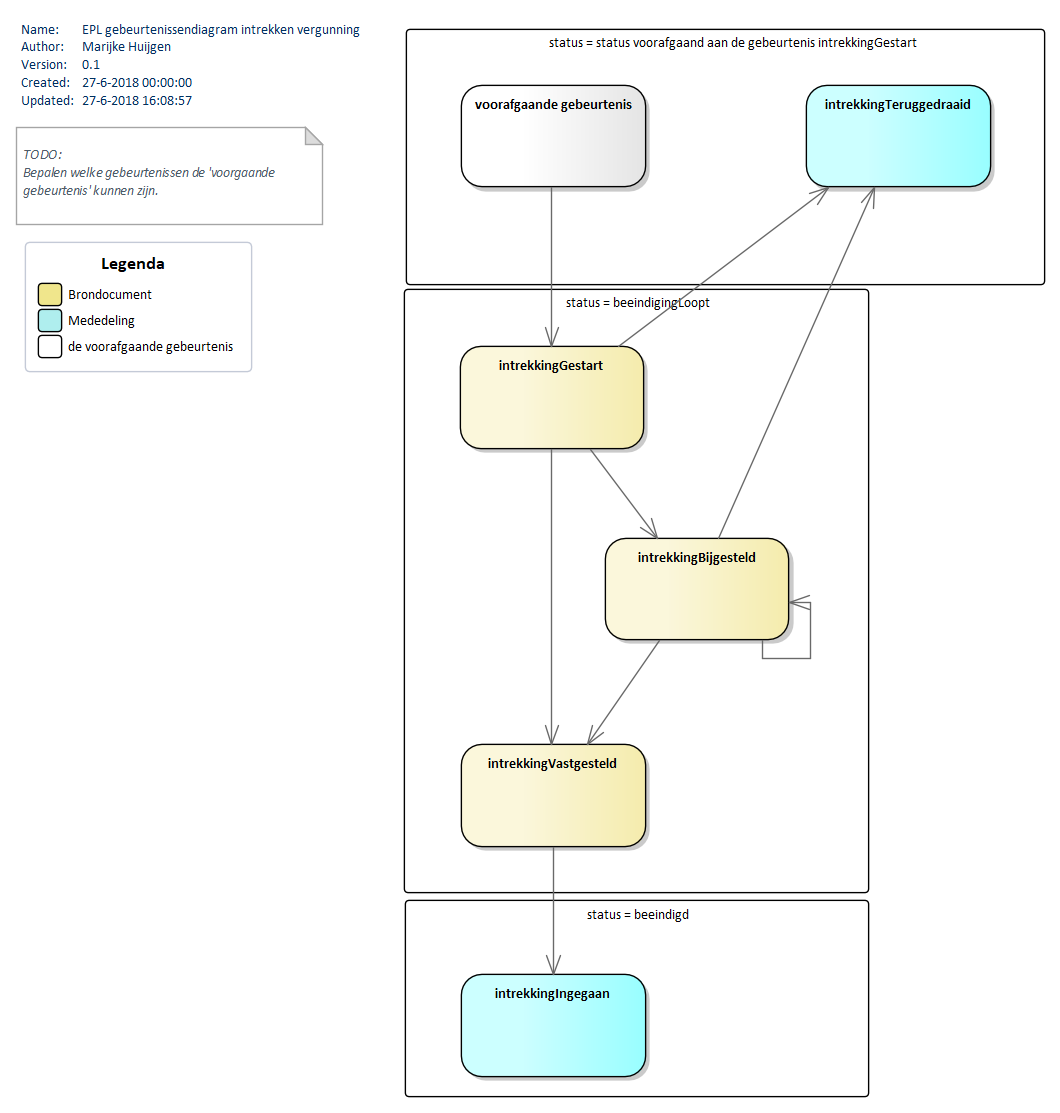 Name: EPL gebeurtenissendiagram intrekken vergunning
Author: Marijke Huijgen
Version: 0.1
Created: 27-6-2018 00:00:00
Updated: 27-6-2018 16:08:57
TODO:
Bepalen welke gebeurtenissen de 'voorgaande
gebeurtenis' kunnen zijn.
Legenda
Brondocument
Mededeling
de voorafgaande gebeurtenis
status = status voorafgaand aan de gebeurtenis intrekkingGestart
voorafgaande gebeurtenis
intrekkingTeruggedraaid
status = beeindigingLoopt
intrekkingGestart
intrekkingBijgesteld
intrekkingVastgesteld
status = beeindigd
intrekkingIngegaan